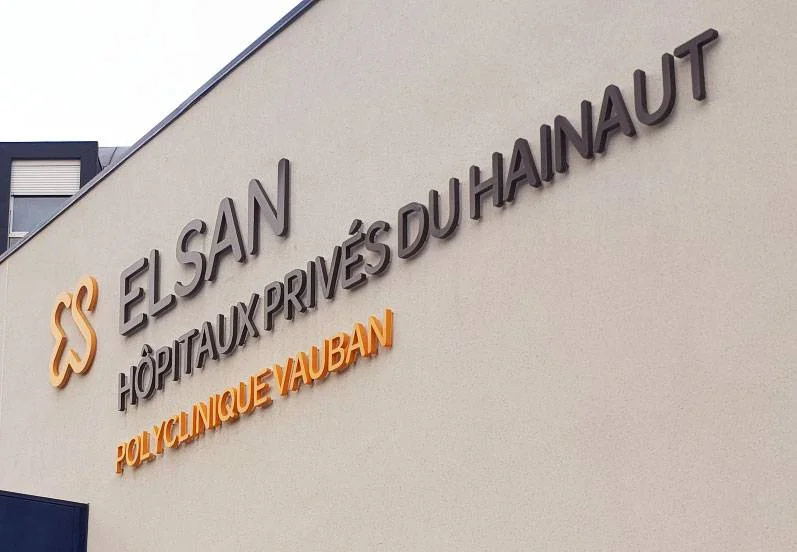 ELSAN
HÔPITAUX PRIVÉS DU HAINAUT
POLYCLINIQUE VAUBAN